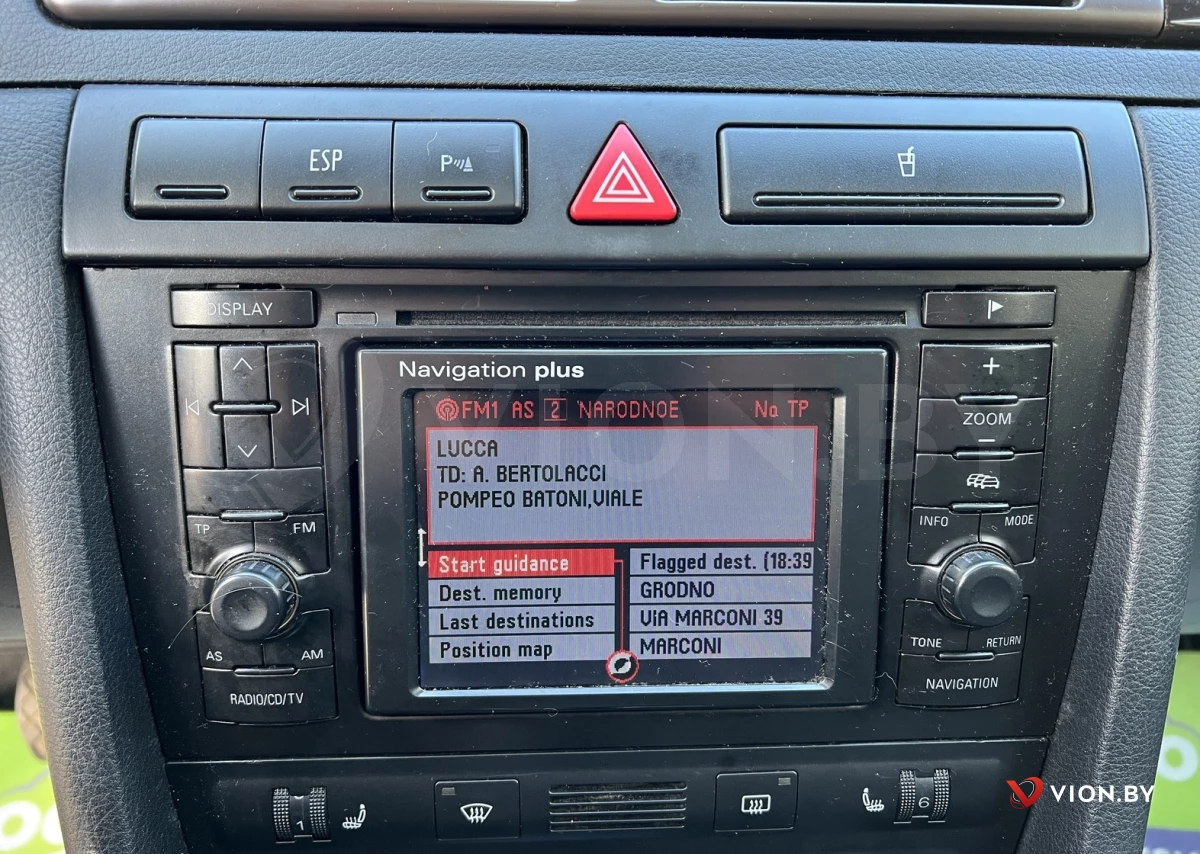 ESP
P
DISPLAY
Navigation plus
FM1 AS 2 NARODNOE No TP
LUCCA
TD: A. BERTOLACCI
POMPEO BATONI,VIALE
Start guidance Flagged dest. (18:39
Dest. memory GRODNO
Last destinations ViA MARCONI 39
Position map MARCONI
TP FM
AS AM
RADIO/CD/TV
+
ZOOM
−
INFO MODE
TONE RETURN
NAVIGATION
1
6
VION.BY
VION.BY